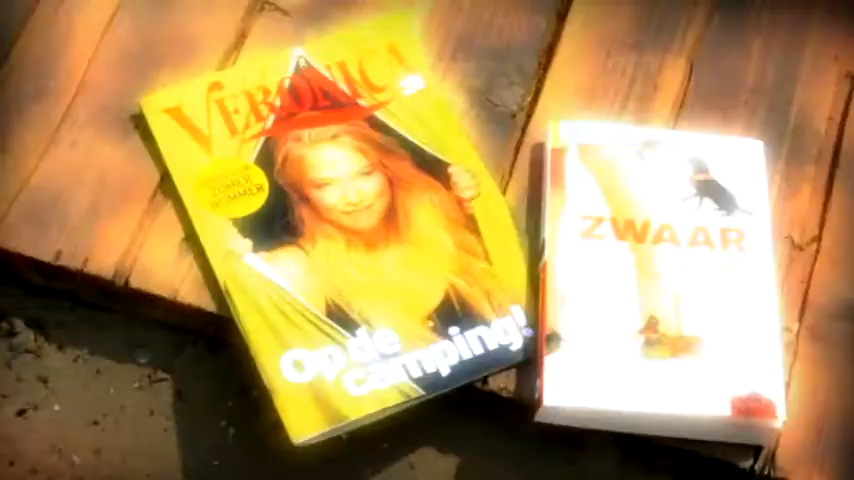 VERONICA
ZOMER
NUMMER
Op de
camping!
ZWAAR